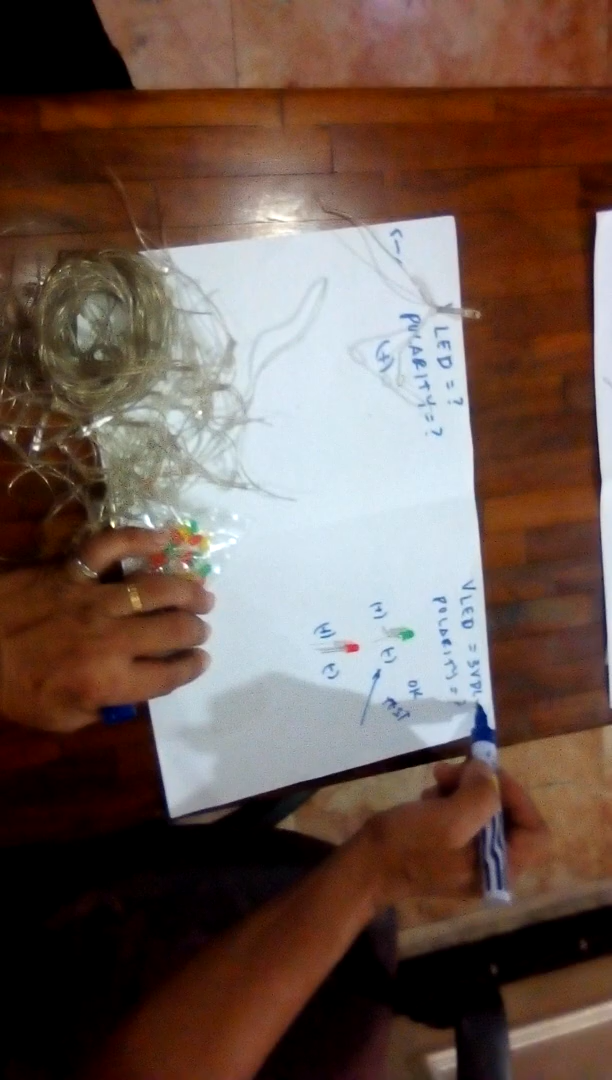 LED = ?
POLARITY = ?
(+)
(-)
VLED = 3VDC
POLARITY = ?
(+)
(-)
OK
TEST
(+)
(-)